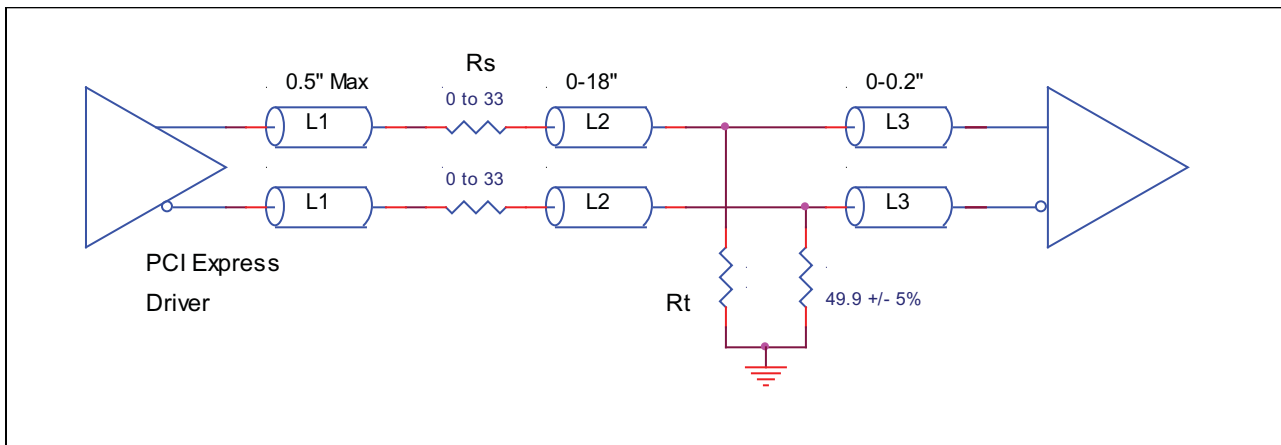 Rs
0.5" Max
0-18"
0-0.2"
0 to 33
L1
L2
L3
0 to 33
L1
L2
L3
PCI Express
Driver
Rt
49.9 +/- 5%